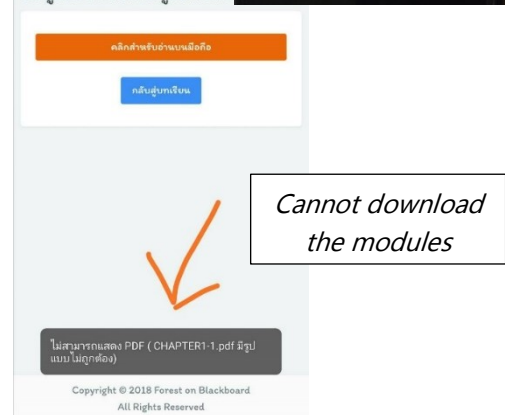 คลิกสำหรับอ่านบนมือถือ
กลับสู่บทเรียน
Cannot download
the modules
ไม่สามารถแสดง PDF ( CHAPTER1-1.pdf มีรูป
แบบไม่ถูกต้อง)
Copyright © 2018 Forest on Blackboard
All Rights Reserved